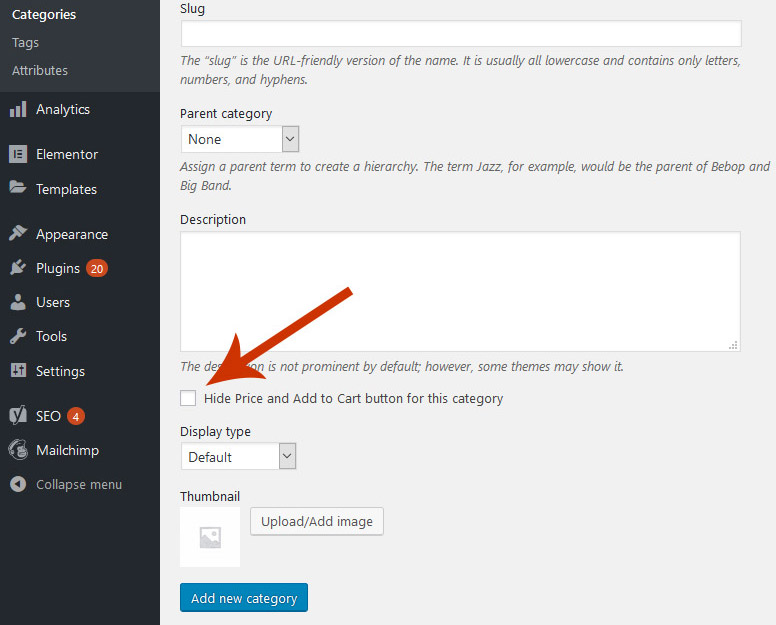 Categories
Tags
Attributes
Analytics
Elementor
Templates
Appearance
Plugins 20
Users
Tools
Settings
SEO 4
Mailchimp
Collapse menu
Slug
The “slug” is the URL-friendly version of the name. It is usually all lowercase and contains only letters,
numbers, and hyphens.
Parent category
None
Assign a parent term to create a hierarchy. The term Jazz, for example, would be the parent of Bebop and
Big Band.
Description
The description is not prominent by default; however, some themes may show it.
Hide Price and Add to Cart button for this category
Display type
Default
Thumbnail
Upload/Add image
Add new category